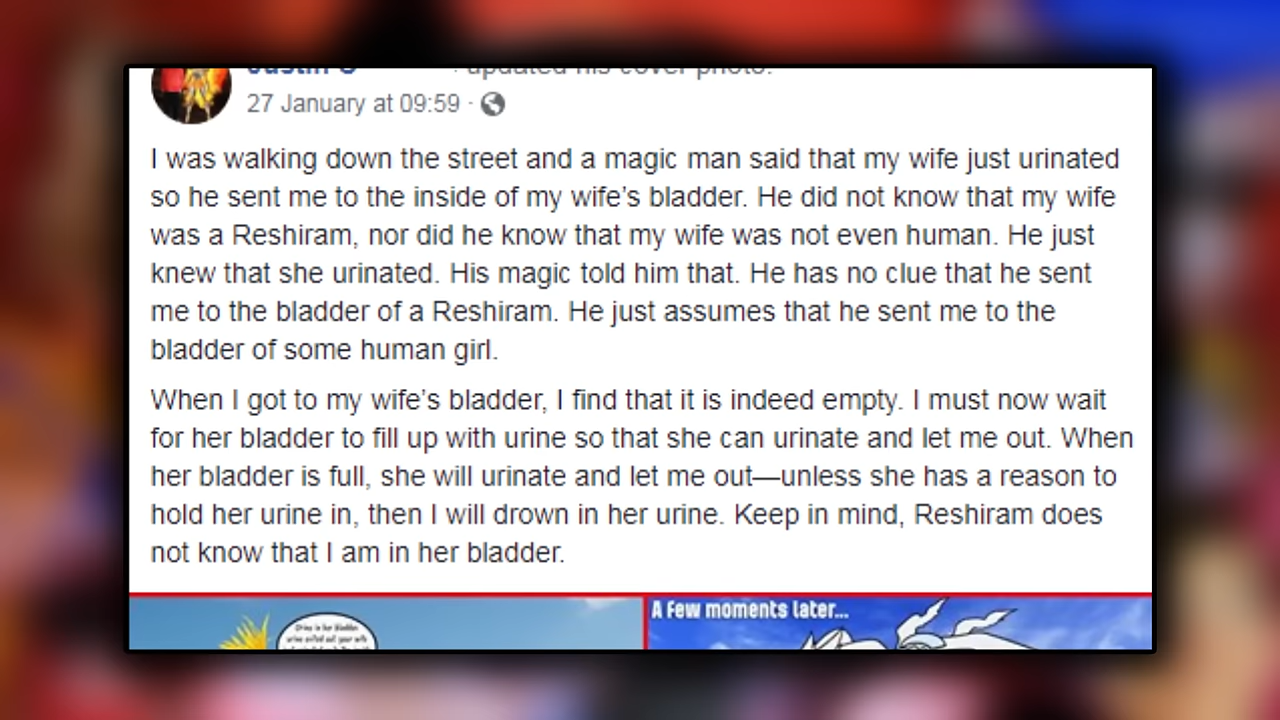 updated his cover photo.
27 January at 09:59 ·
I was walking down the street and a magic man said that my wife just urinated
so he sent me to the inside of my wife’s bladder. He did not know that my wife
was a Reshiram, nor did he know that my wife was not even human. He just
knew that she urinated. His magic told him that. He has no clue that he sent
me to the bladder of a Reshiram. He just assumes that he sent me to the
bladder of some human girl.
When I got to my wife’s bladder, I find that it is indeed empty. I must now wait
for her bladder to fill up with urine so that she can urinate and let me out. When
her bladder is full, she will urinate and let me out—unless she has a reason to
hold her urine in, then I will drown in her urine. Keep in mind, Reshiram does
not know that I am in her bladder.
A few moments later...